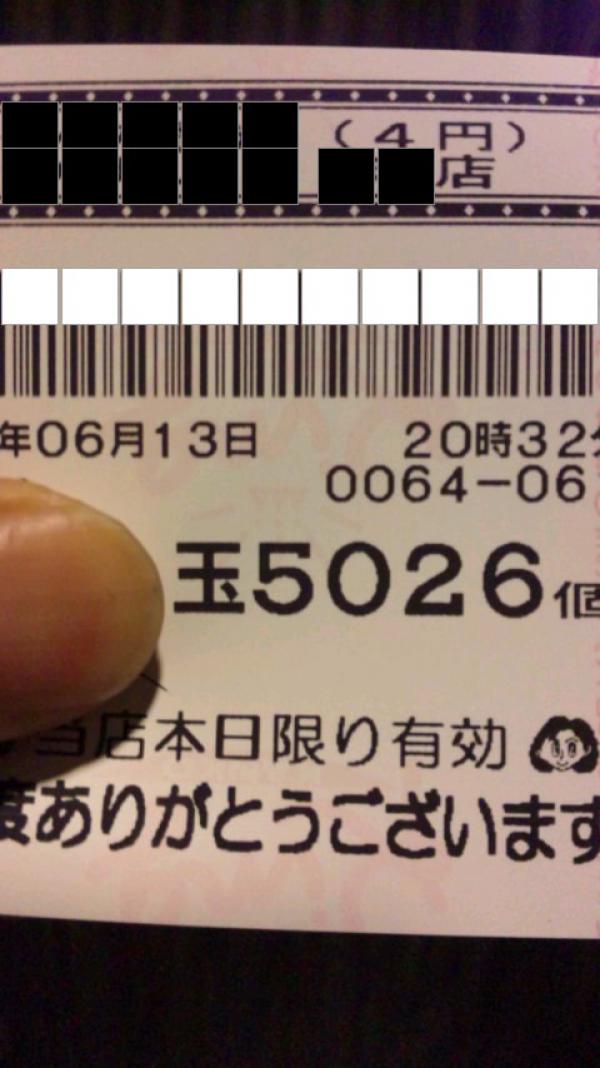 （４円）
店
年06月13日 20時32分
0064-06
玉5026個
当店本日限り有効
度ありがとうございます